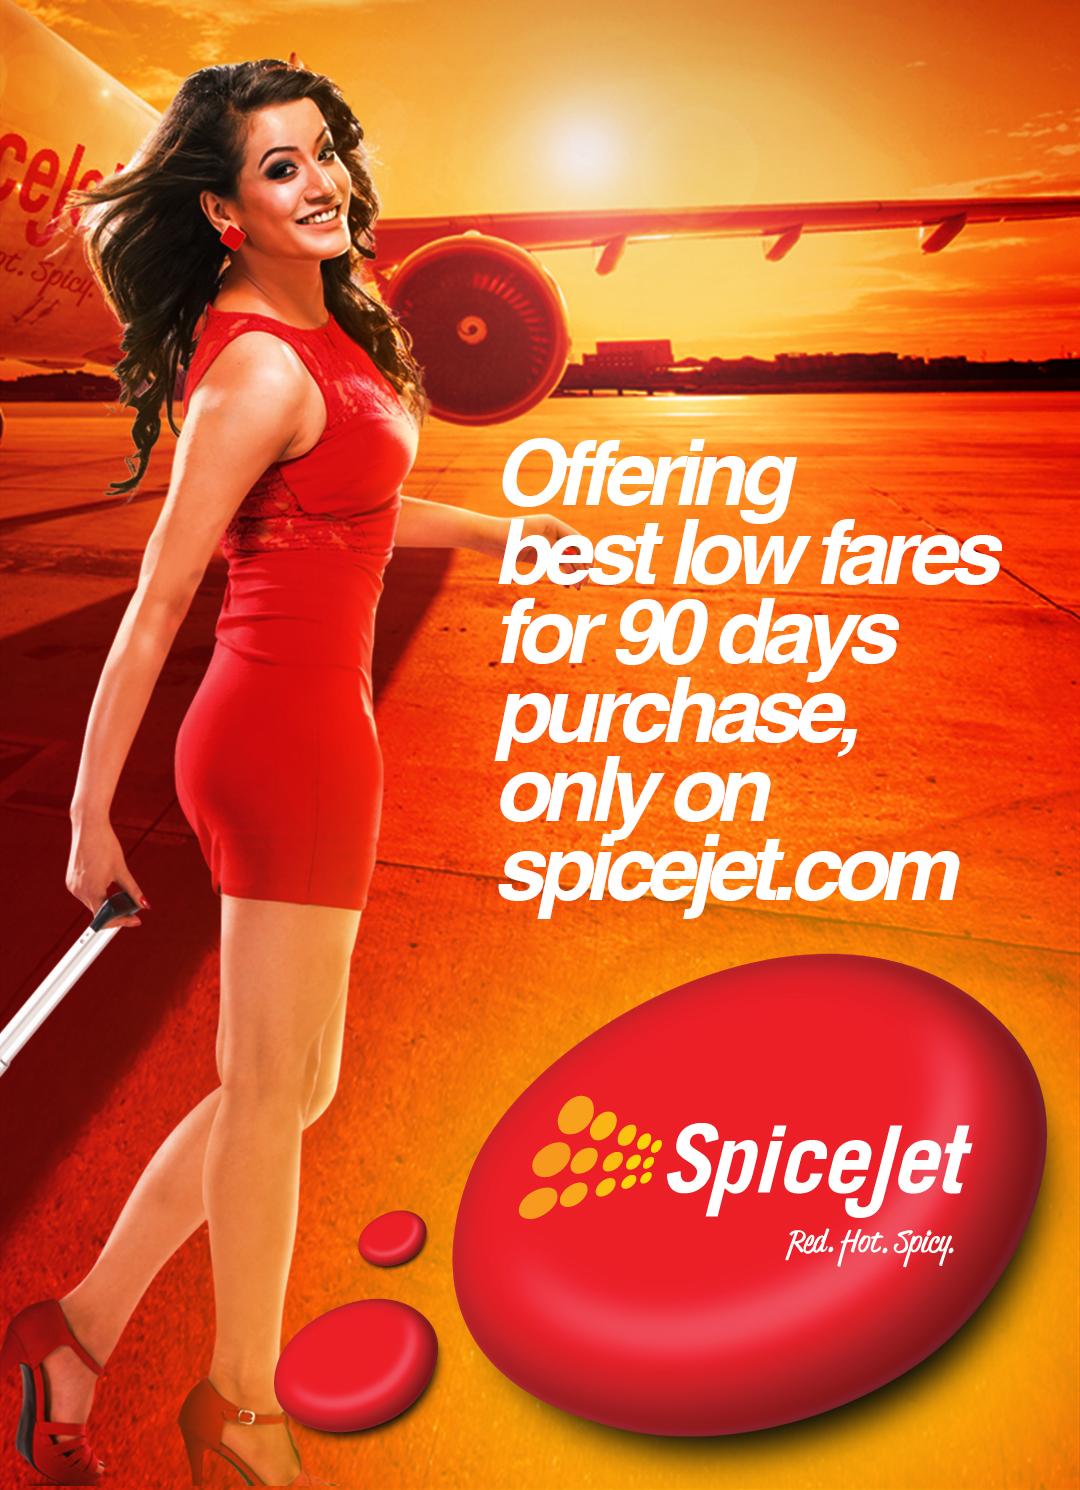 ceJet
ot. Spicy.
Offering
best low fares
for 90 days
purchase,
only on
spicejet.com
SpiceJet
Red. Hot. Spicy.